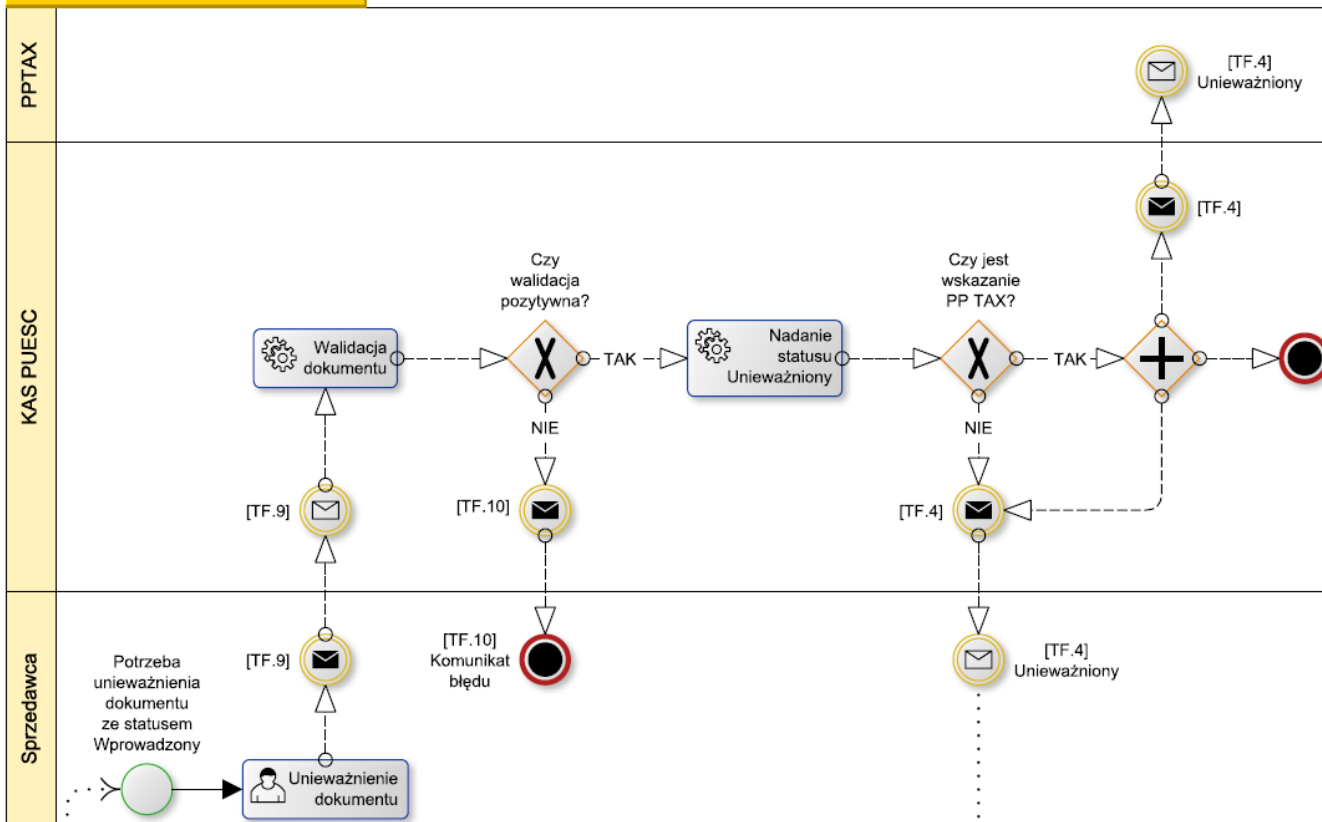 PPTAX
[TF.4]
Unieważniony
KAS PUESC
[TF.4]
Czy
walidacja
pozytywna?
Czy jest
wskazanie
PP TAX?
Walidacja
dokumentu
TAK
Nadanie
statusu
Unieważniony
TAK
NIE
NIE
[TF.9]
[TF.10]
[TF.4]
Sprzedawca
[TF.9]
[TF.10]
Komunikat
błędu
[TF.4]
Unieważniony
Potrzeba
unieważnienia
dokumentu
ze statusem
Wprowadzony
Unieważnienie
dokumentu